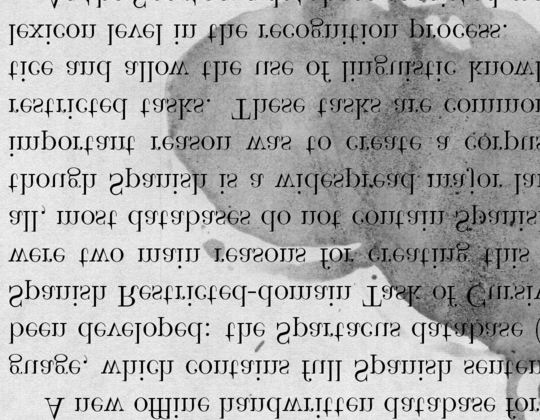 A new offline handwritten database for
guage, which contains full Spanish senten
been developed: the Spartacus database (
Spanish Restricted-domain Task of Cursiv
were two main reasons for creating this
all, most databases do not contain Spanis
though Spanish is a widespread major lan
important reason was to create a corpus
restricted tasks. These tasks are common
tice and allow the use of linguistic knowl
lexicon level in the recognition process.